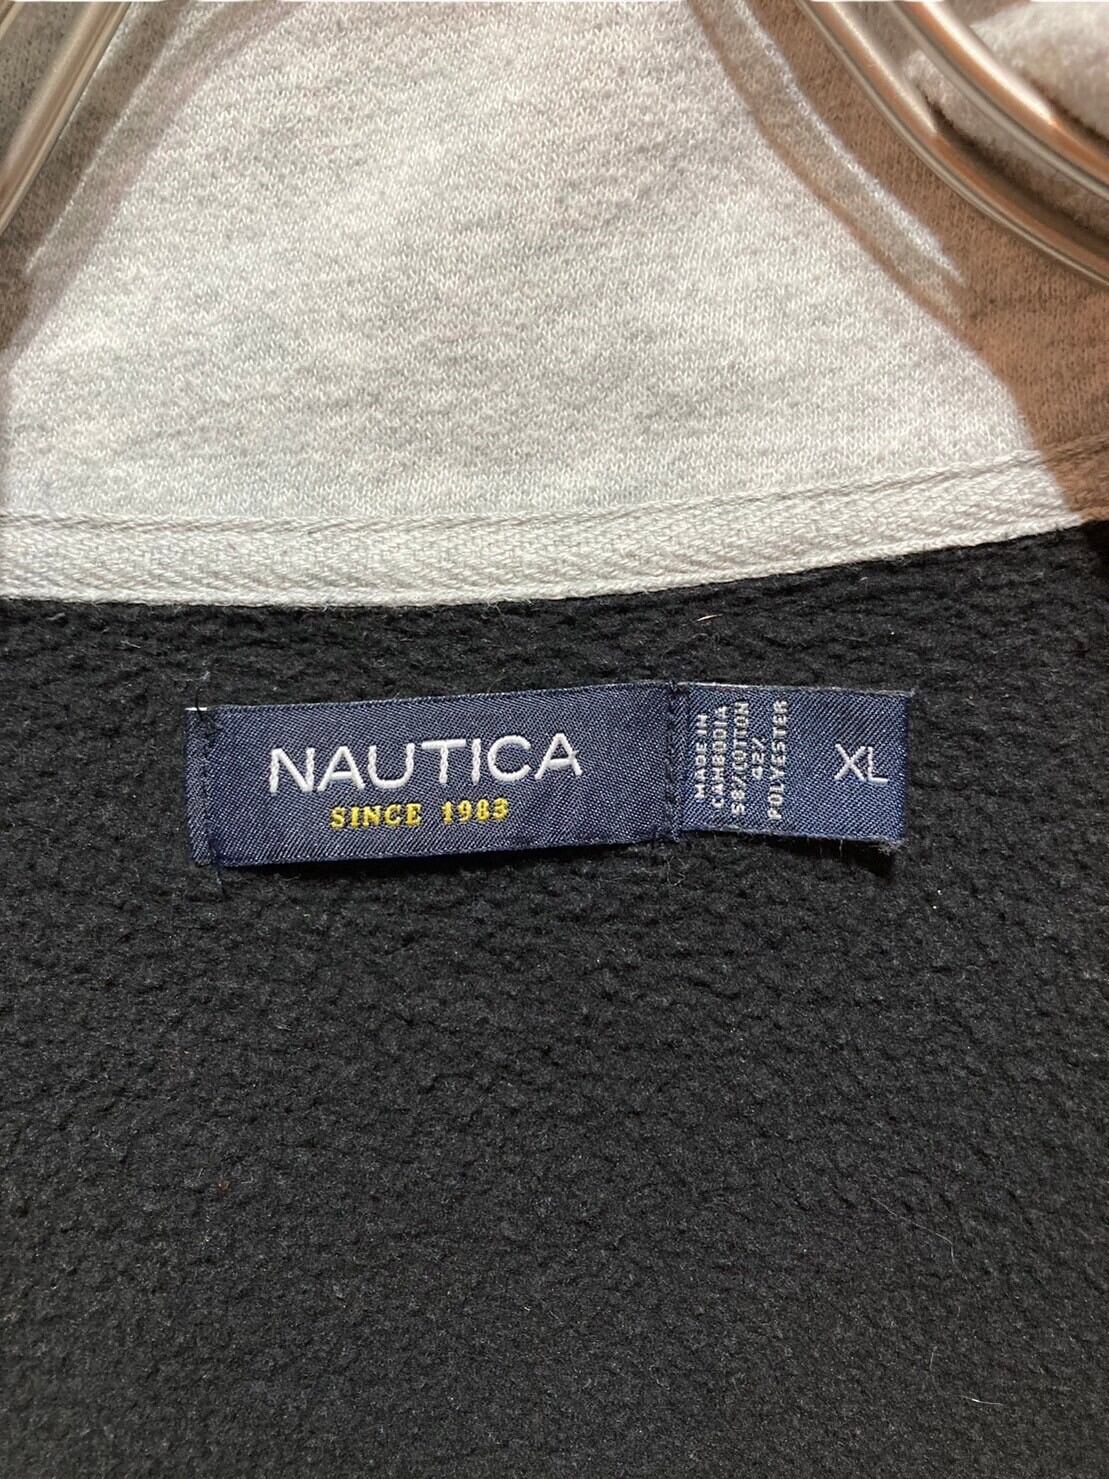 NAUTICA
SINCE 1983
MADE IN
CAMBODIA
58%COTTON
42%
POLYESTER
XL